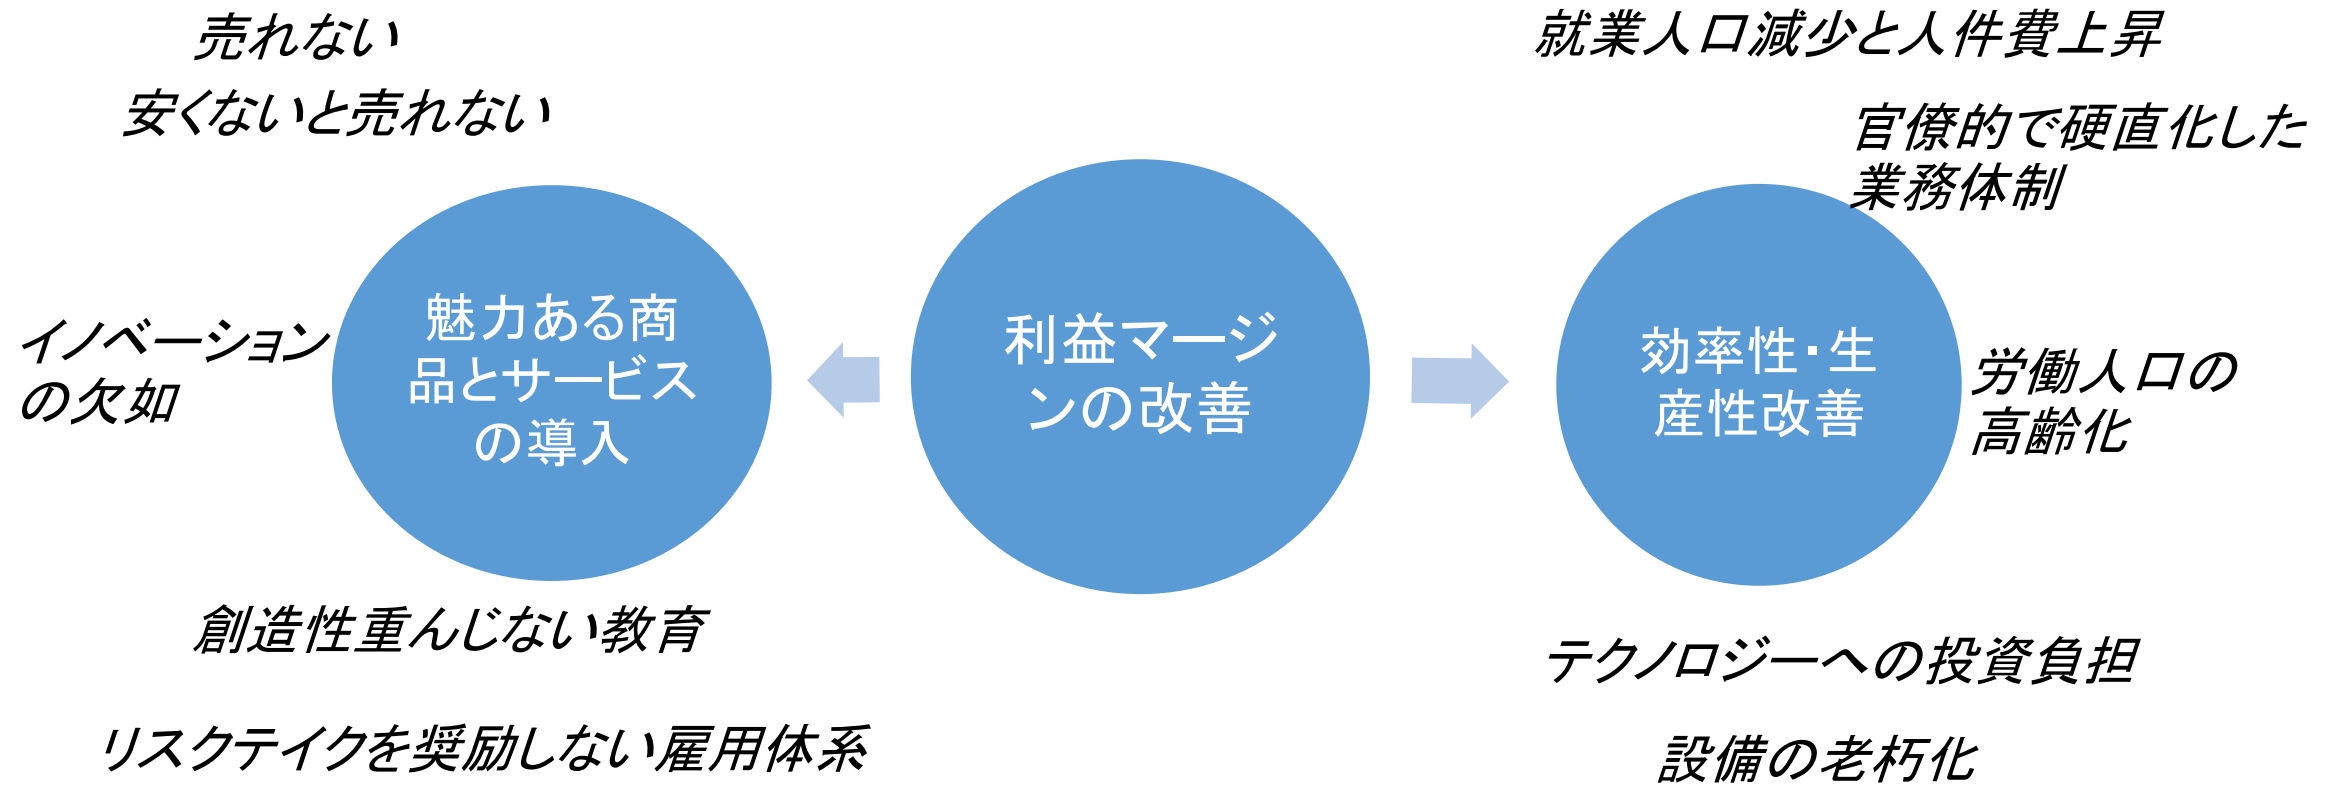 売れない
安くないと売れない
イノベーション
の欠如
魅力ある商
品とサービス
の導入
創造性重んじない教育
リスクテイクを奨励しない雇用体系
利益マージ
ンの改善
就業人口減少と人件費上昇
官僚的で硬直化した
業務体制
効率性・生
産性改善
労働人口の
高齢化
テクノロジーへの投資負担
設備の老朽化